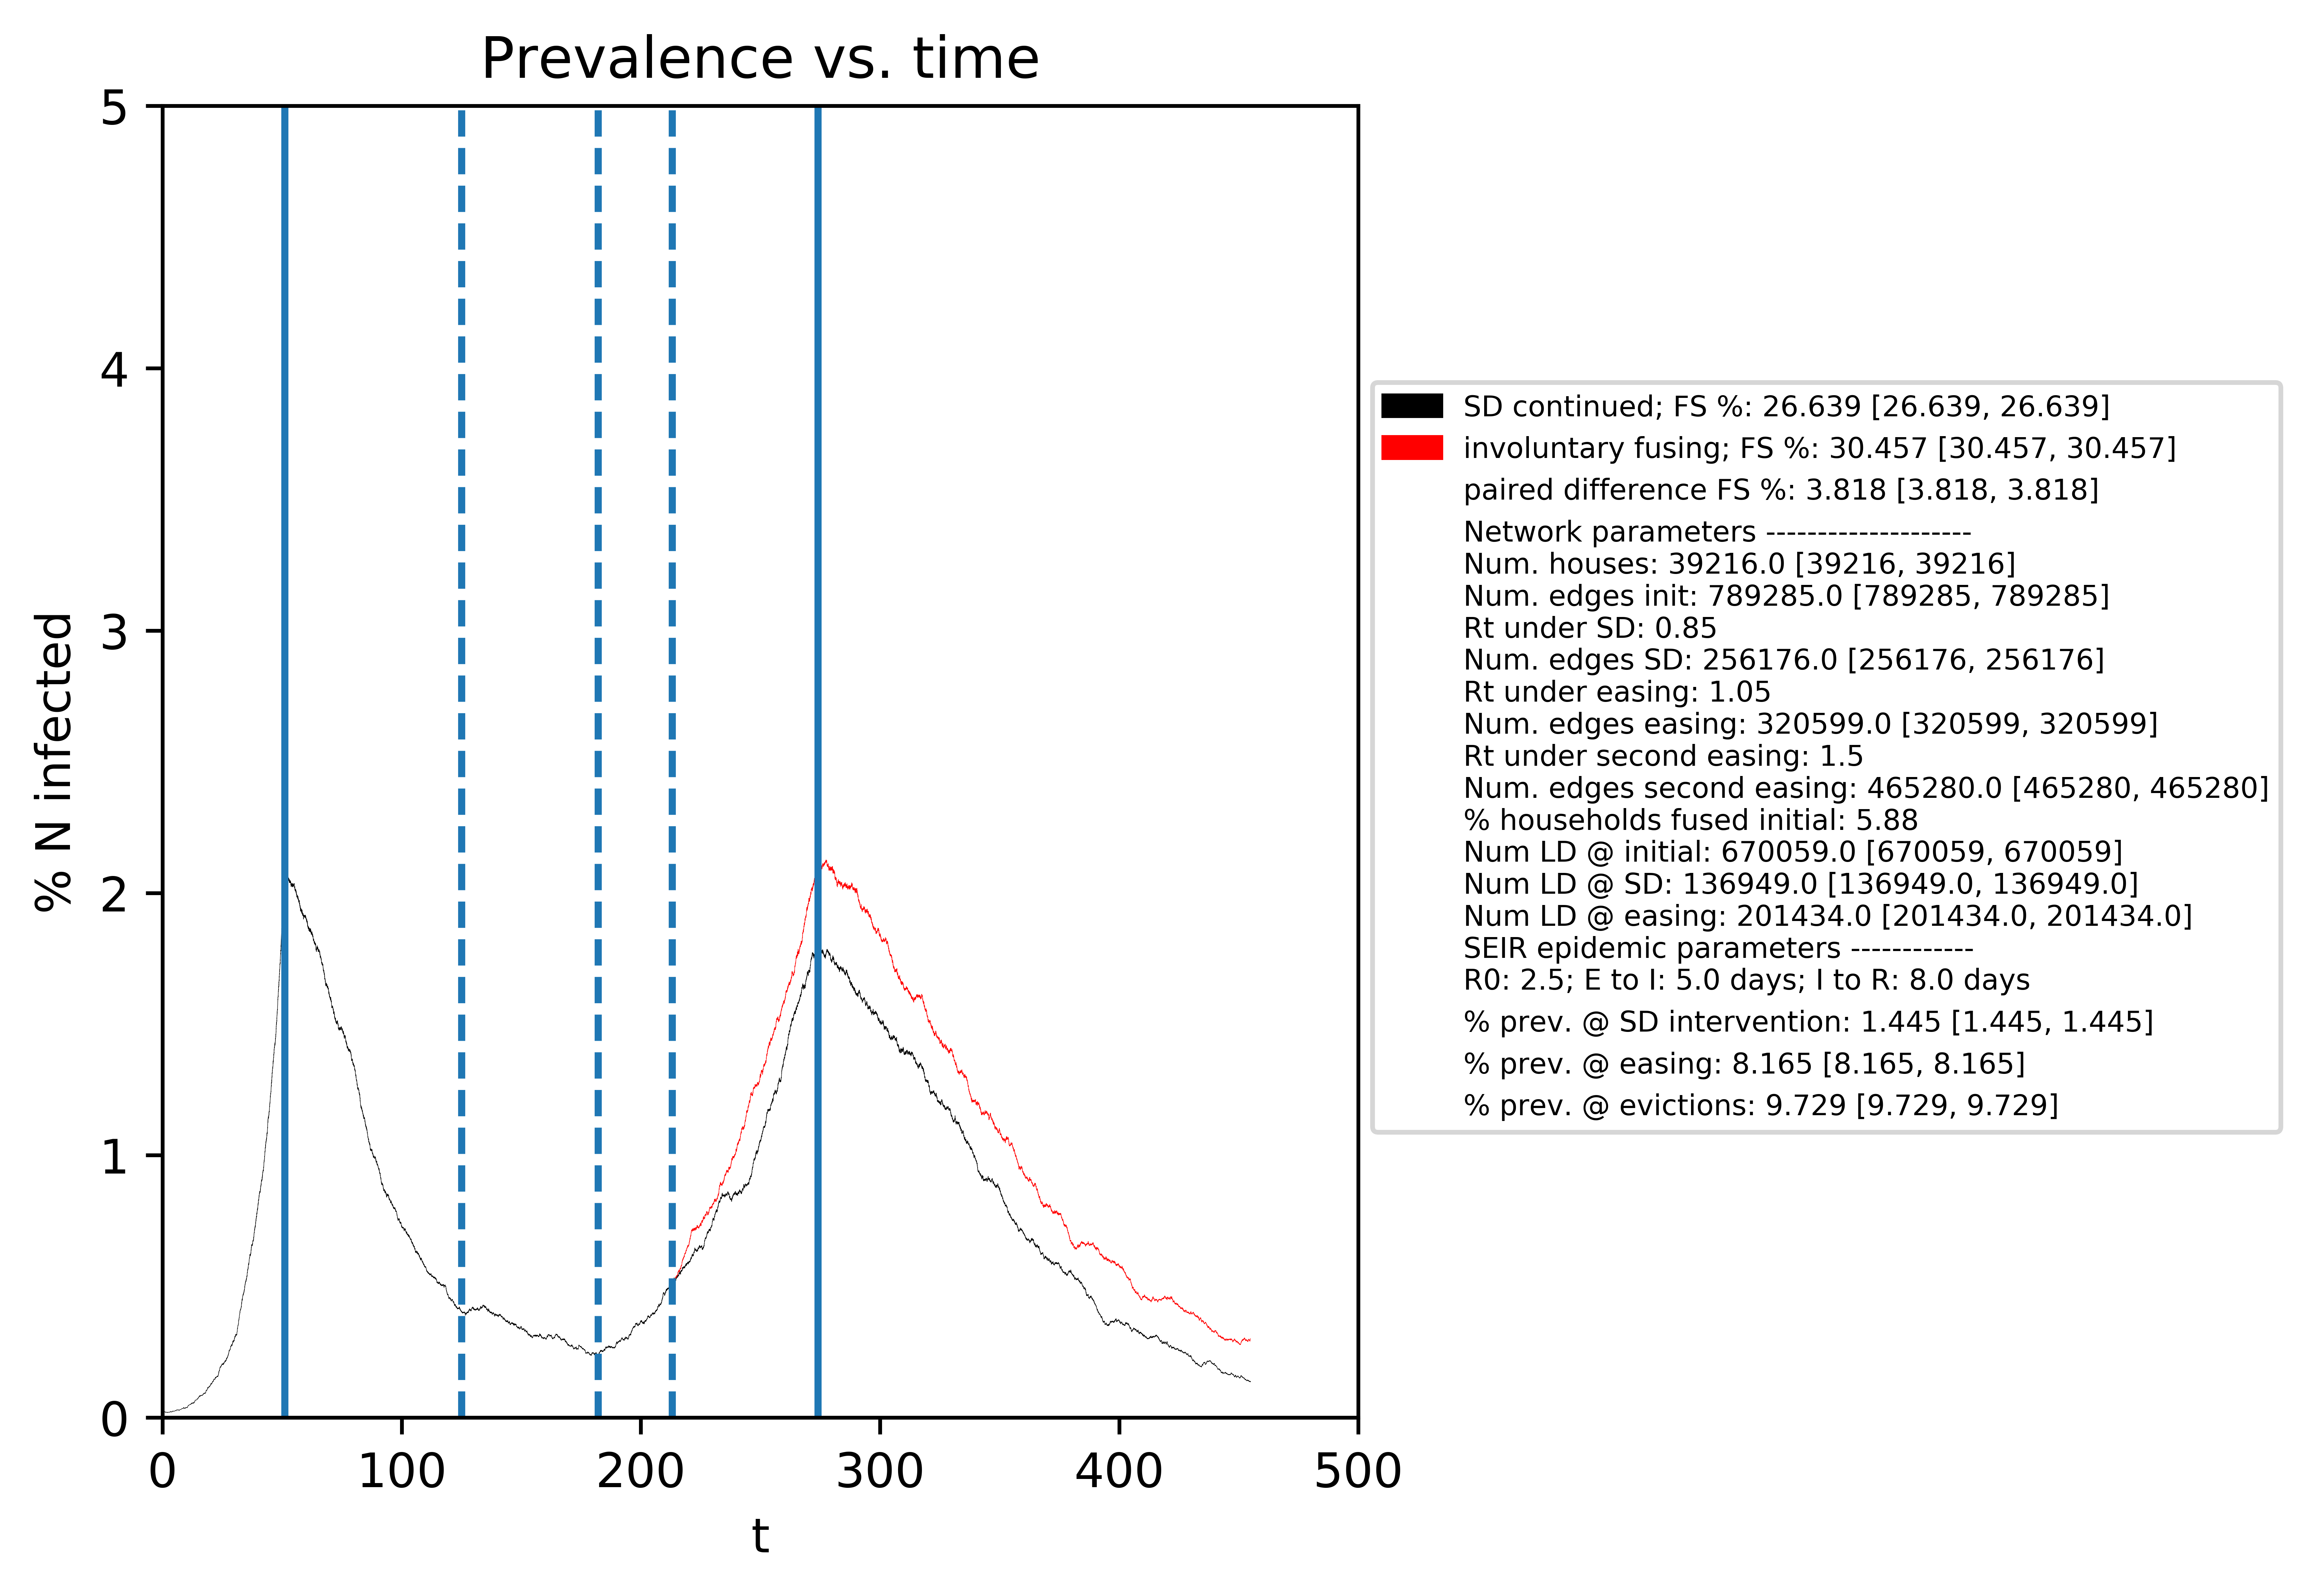 Prevalence vs. time
5
4
3
2
1
0
% N infected
0 100 200 300 400 500
t
SD continued; FS %: 26.639 [26.639, 26.639]
involuntary fusing; FS %: 30.457 [30.457, 30.457]
paired difference FS %: 3.818 [3.818, 3.818]
Network parameters --------------------
Num. houses: 39216.0 [39216, 39216]
Num. edges init: 789285.0 [789285, 789285]
Rt under SD: 0.85
Num. edges SD: 256176.0 [256176, 256176]
Rt under easing: 1.05
Num. edges easing: 320599.0 [320599, 320599]
Rt under second easing: 1.5
Num. edges second easing: 465280.0 [465280, 465280]
% households fused initial: 5.88
Num LD @ initial: 670059.0 [670059, 670059]
Num LD @ SD: 136949.0 [136949.0, 136949.0]
Num LD @ easing: 201434.0 [201434.0, 201434.0]
SEIR epidemic parameters ------------
R0: 2.5; E to I: 5.0 days; I to R: 8.0 days
% prev. @ SD intervention: 1.445 [1.445, 1.445]
% prev. @ easing: 8.165 [8.165, 8.165]
% prev. @ evictions: 9.729 [9.729, 9.729]